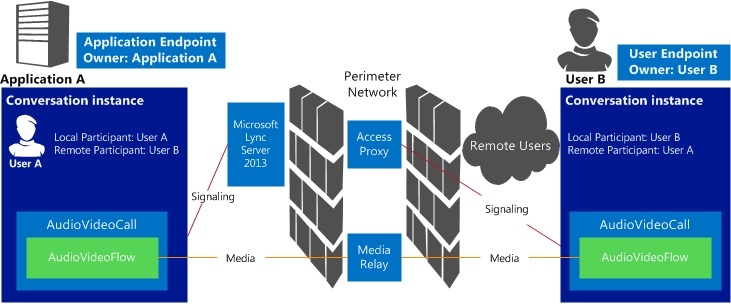 Application Endpoint
Owner: Application A
Application A
Conversation instance
Local Participant: User A
Remote Participant: User B
User A
AudioVideoCall
AudioVideoFlow
Microsoft
Lync
Server
2013
Signaling
Media
Perimeter
Network
Access
Proxy
Media
Relay
Remote Users
Signaling
Media
User B
User Endpoint
Owner: User B
Conversation instance
Local Participant: User B
Remote Participant: User A
AudioVideoCall
AudioVideoFlow